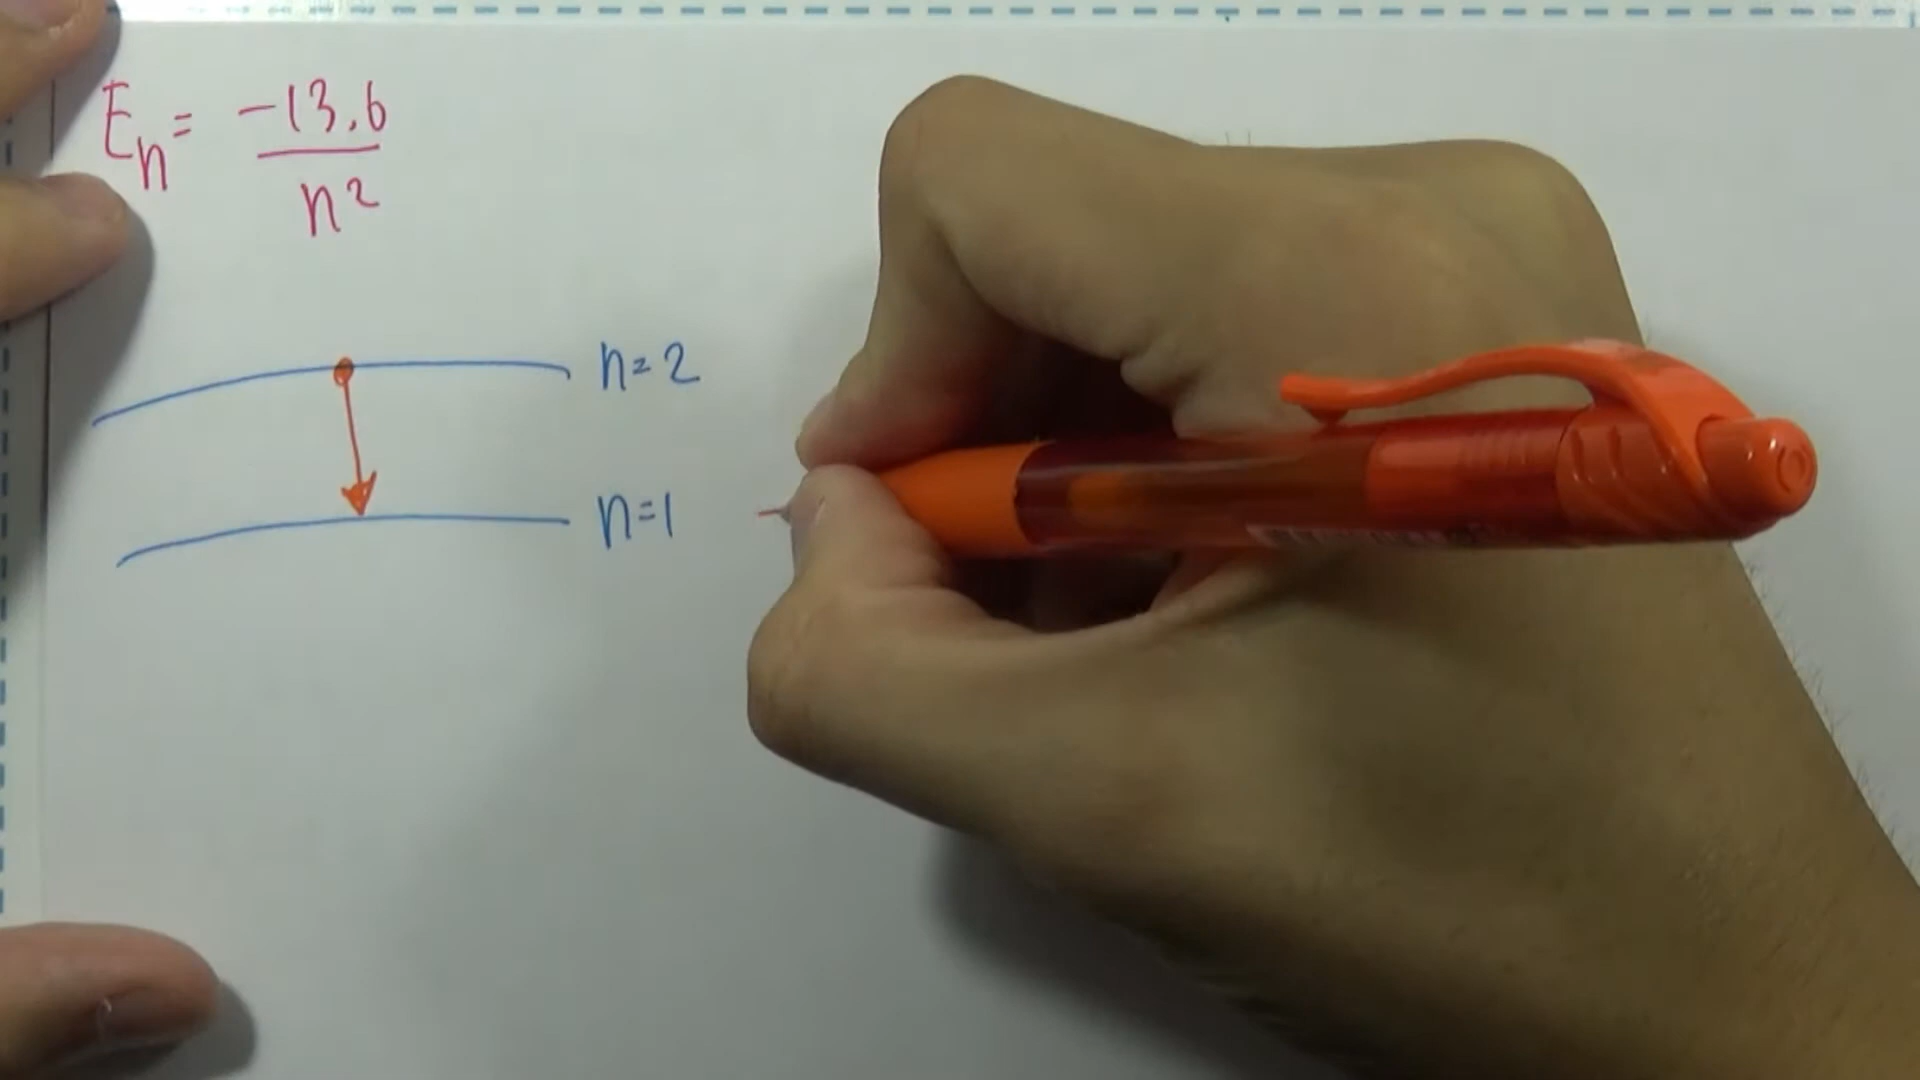 Eₙ = -13.6
n²
n=2
n=1